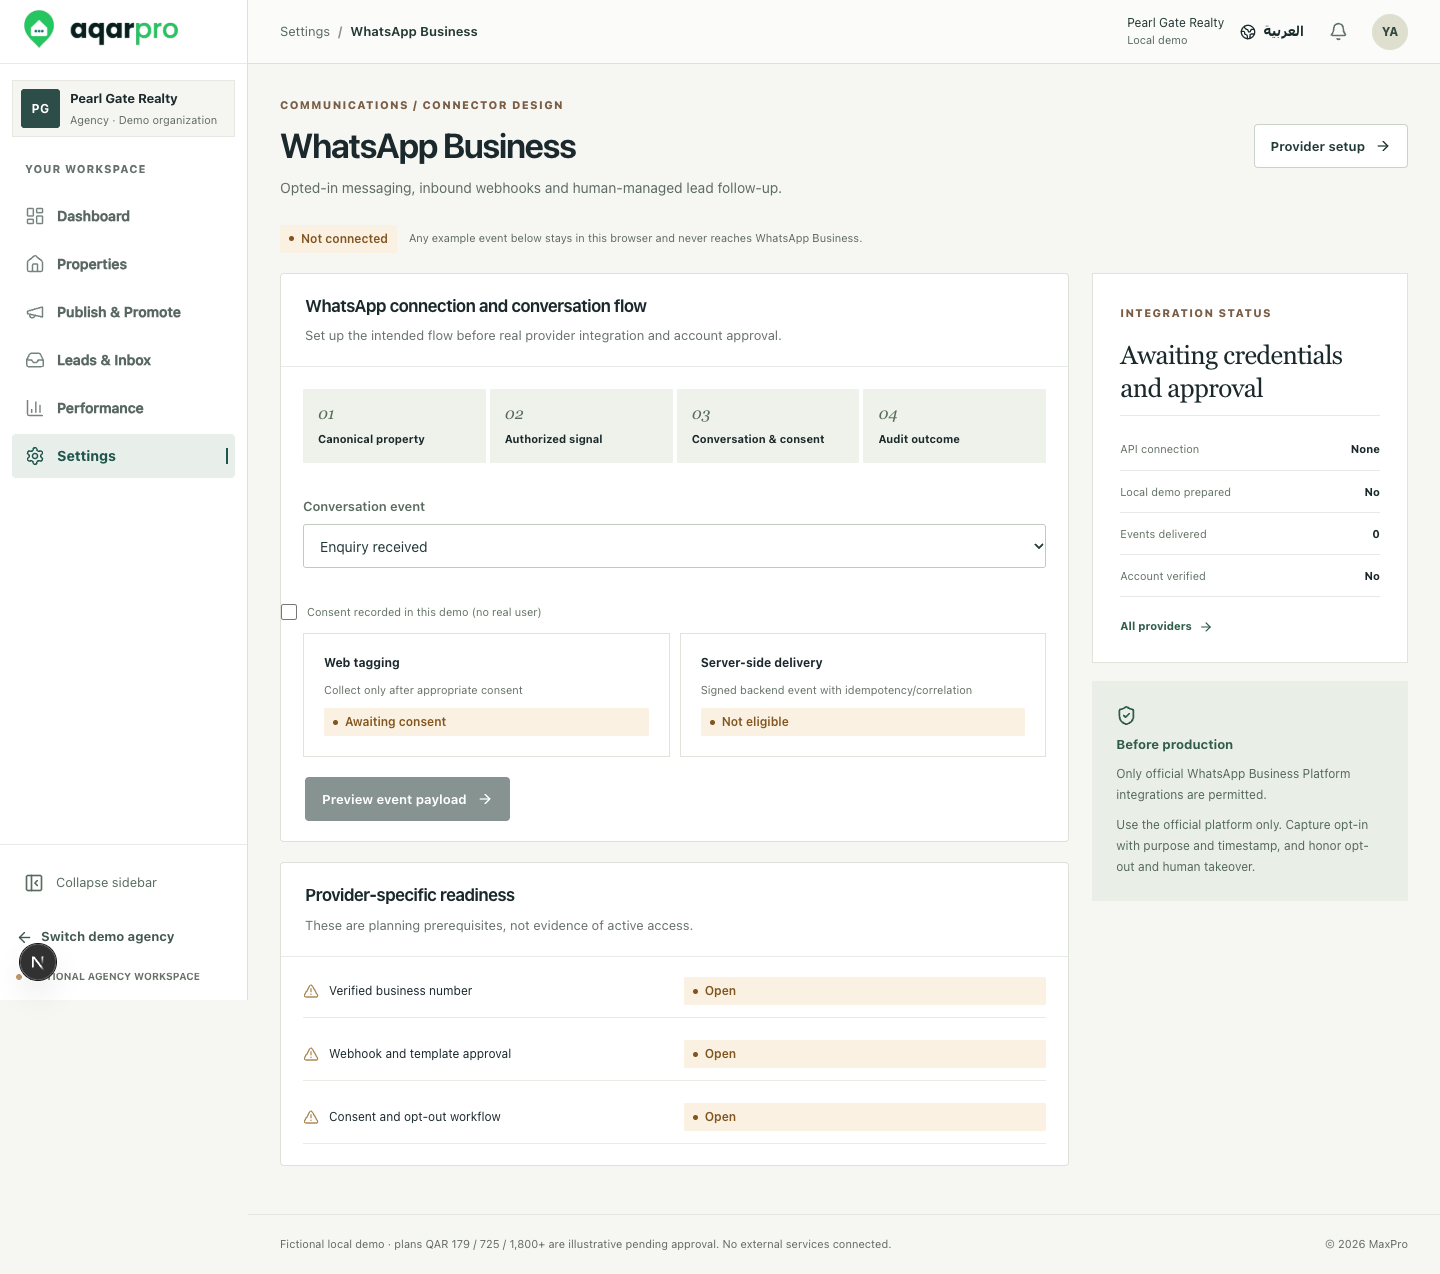 aqarpro
Settings / WhatsApp Business
Pearl Gate Realty
Local demo
العربية
YA
PG
Pearl Gate Realty
Agency · Demo organization
YOUR WORKSPACE
Dashboard
Properties
Publish & Promote
Leads & Inbox
Performance
Settings
Collapse sidebar
Switch demo agency
N
IONAL AGENCY WORKSPACE
COMMUNICATIONS / CONNECTOR DESIGN
WhatsApp Business
Opted-in messaging, inbound webhooks and human-managed lead follow-up.
Provider setup
Not connected
Any example event below stays in this browser and never reaches WhatsApp Business.
WhatsApp connection and conversation flow
Set up the intended flow before real provider integration and account approval.
01
Canonical property
02
Authorized signal
03
Conversation & consent
04
Audit outcome
Conversation event
Enquiry received
Consent recorded in this demo (no real user)
Web tagging
Collect only after appropriate consent
Awaiting consent
Server-side delivery
Signed backend event with idempotency/correlation
Not eligible
Preview event payload
Provider-specific readiness
These are planning prerequisites, not evidence of active access.
Verified business number
Open
Webhook and template approval
Open
Consent and opt-out workflow
Open
INTEGRATION STATUS
Awaiting credentials
and approval
API connection None
Local demo prepared No
Events delivered 0
Account verified No
All providers
Before production
Only official WhatsApp Business Platform
integrations are permitted.
Use the official platform only. Capture opt-in
with purpose and timestamp, and honor opt-
out and human takeover.
Fictional local demo · plans QAR 179 / 725 / 1,800+ are illustrative pending approval. No external services connected.
© 2026 MaxPro